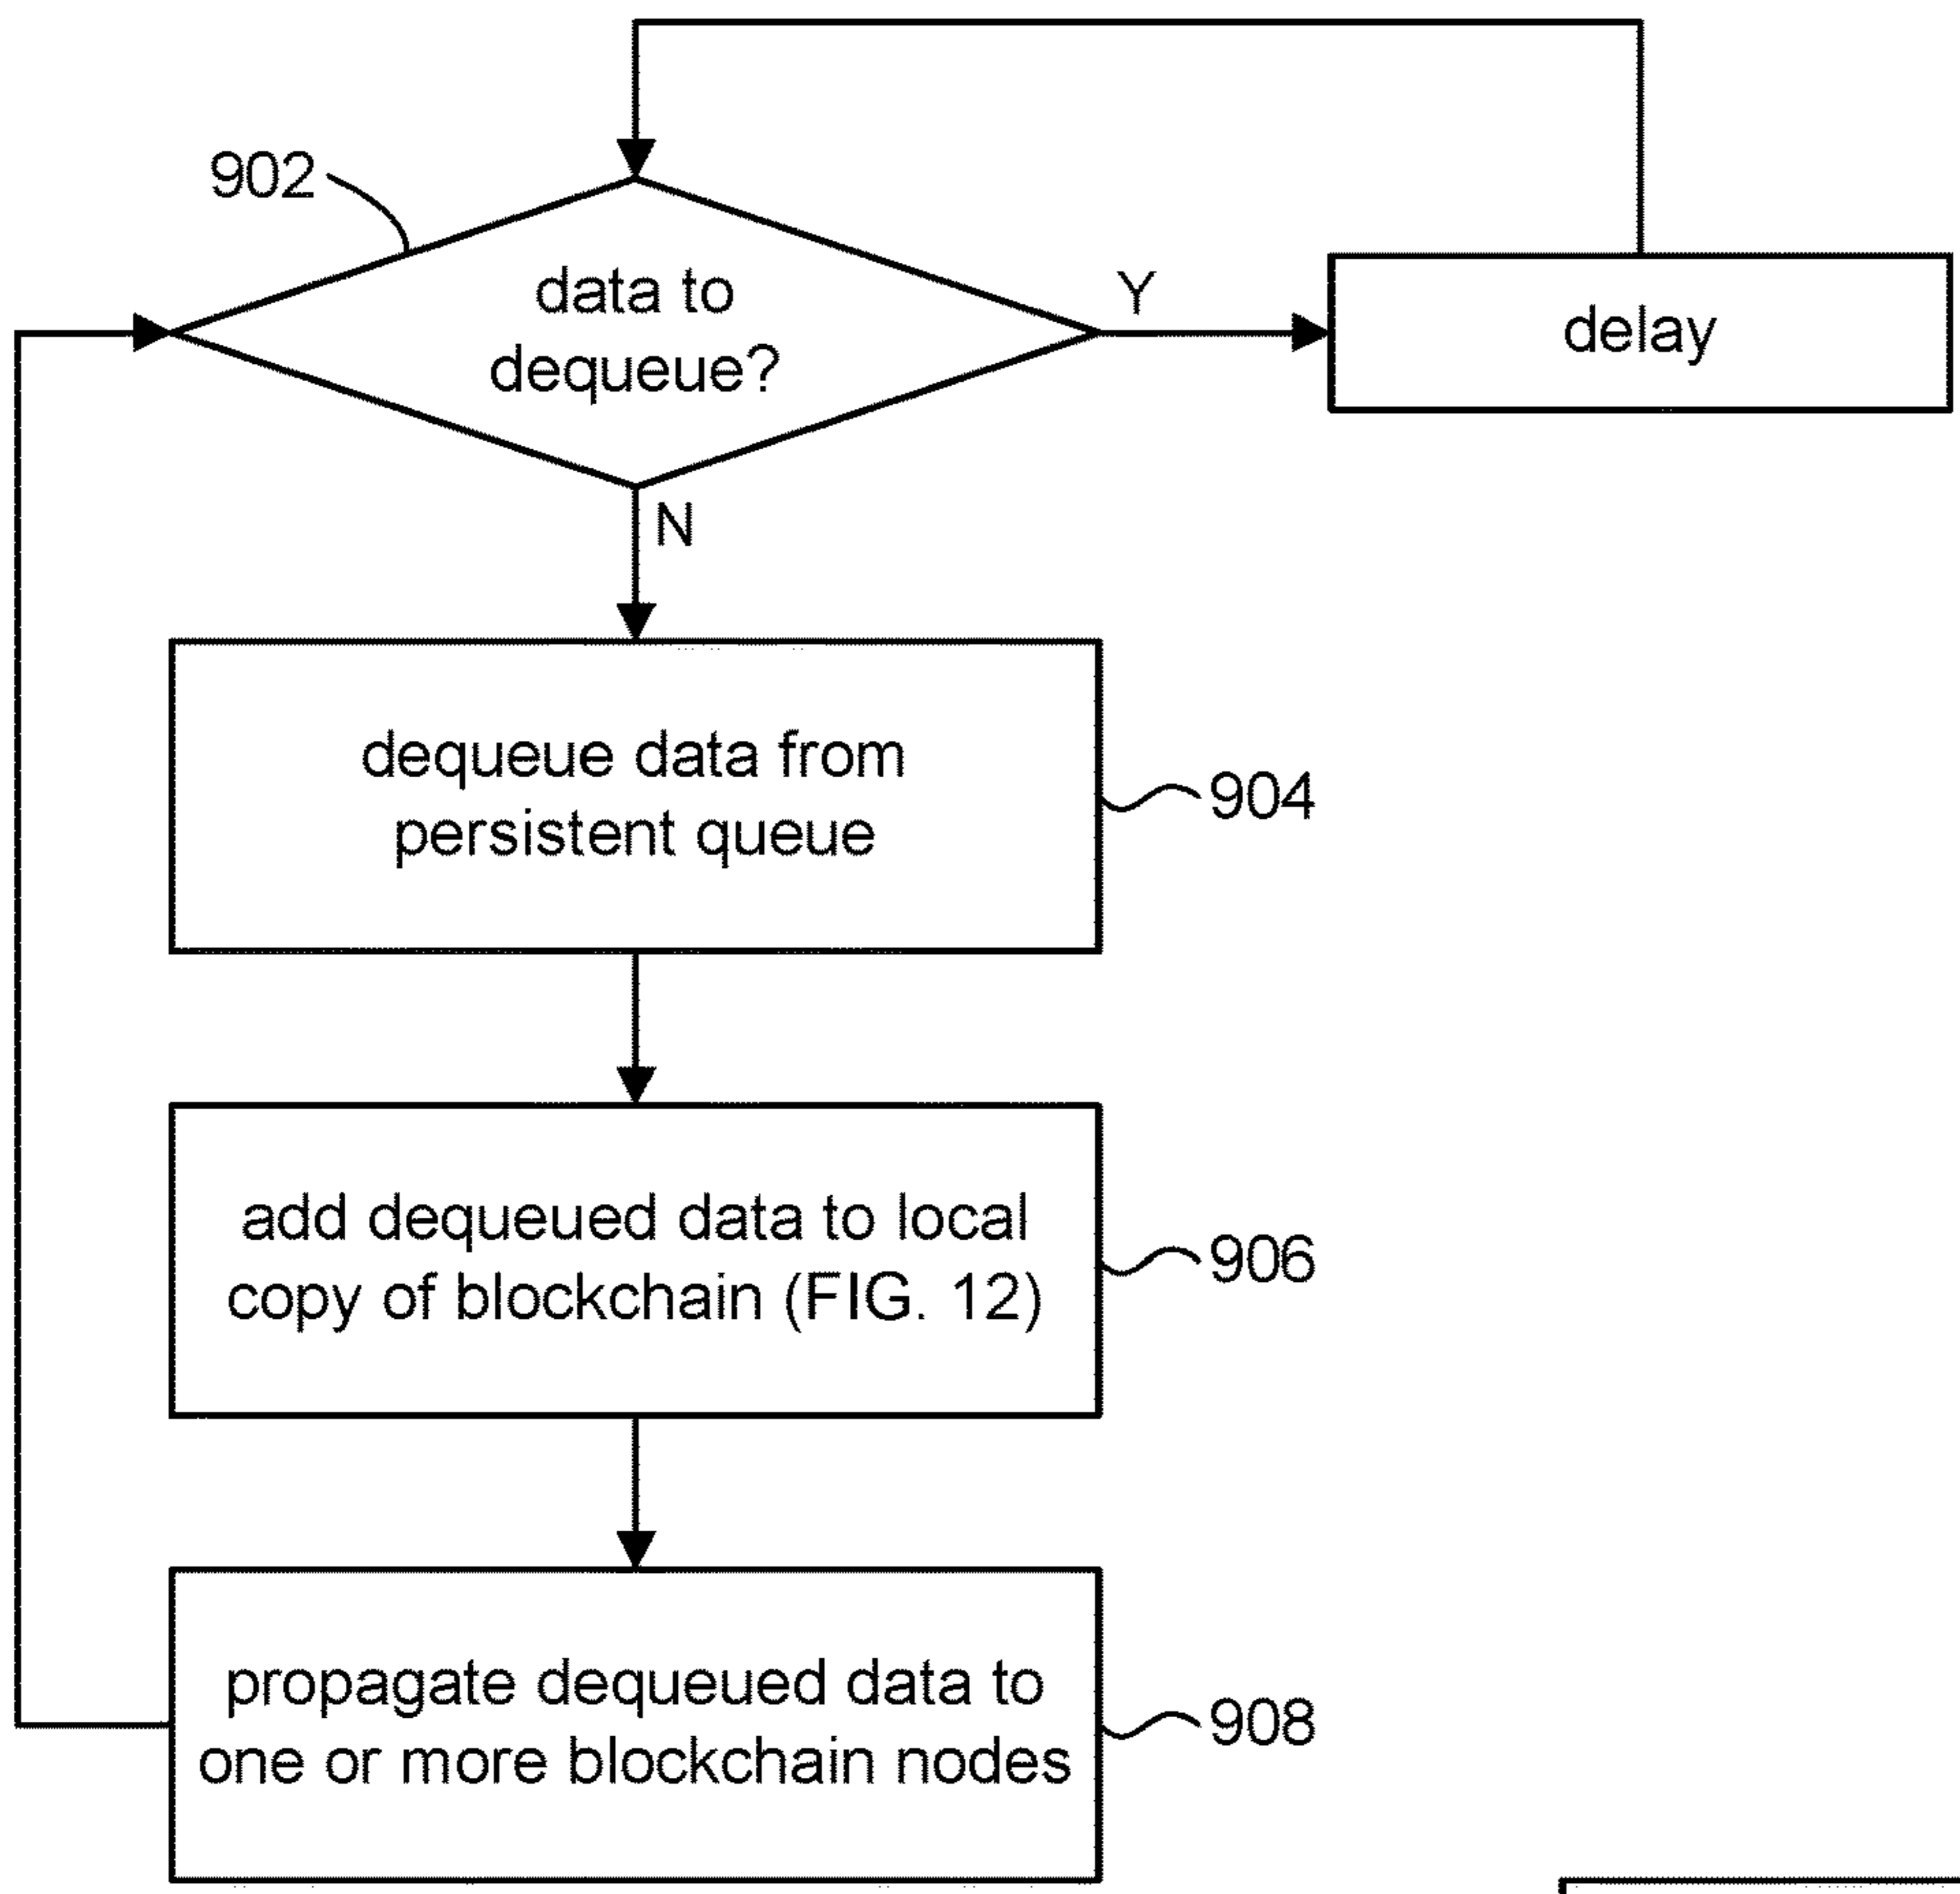 902
data to
dequeue?
Y
delay
N
dequeue data from
persistent queue
904
add dequeued data to local
copy of blockchain (FIG. 12)
906
propagate dequeued data to
one or more blockchain nodes
908